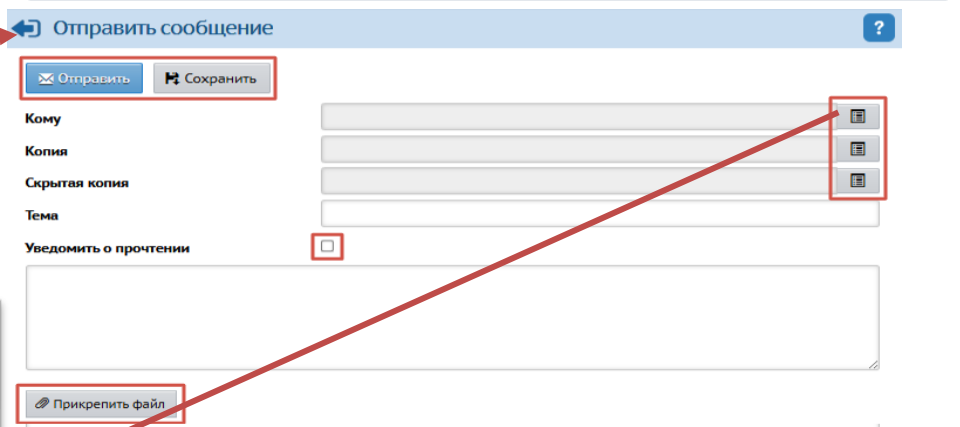 Отправить сообщение ?
Отправить Сохранить
Кому
Копия
Скрытая копия
Тема
Уведомить о прочтении
Прикрепить файл